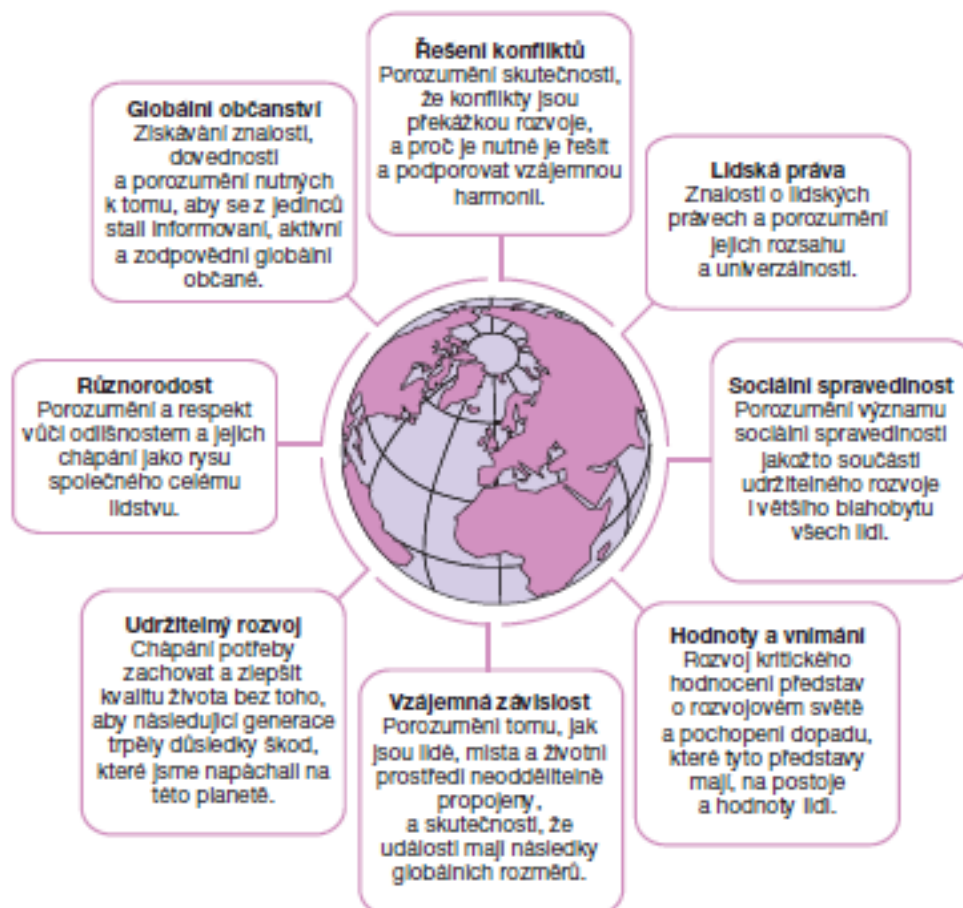 Řešení konfliktů
Porozumění skutečnosti,
že konflikty jsou
překážkou rozvoje,
a proč je nutné je řešit
a podporovat vzájemnou
harmonii.
Lidská práva
Znalosti o lidských
právech a porozumění
jejich rozsahu
a univerzálnosti.
Sociální spravedlnost
Porozumění významu
sociální spravedlnosti
jakožto součásti
udržitelného rozvoje
i většího blahobytu
všech lidí.
Hodnoty a vnímání
Rozvoj kritického
hodnocení představ
o rozvojovém světě
a pochopení dopadu,
které tyto představy
mají, na postoje
a hodnoty lidí.
Vzájemná závislost
Porozumění tomu, jak
jsou lidé, místa a životní
prostředí neoddělitelně
propojeny,
a skutečnosti, že
události mají následky
globálních rozměrů.
Udržitelný rozvoj
Chápání potřeby
zachovat a zlepšit
kvalitu života bez toho,
aby následující generace
trpěly důsledky škod,
které jsme napáchali na
této planetě.
Různorodost
Porozumění a respekt
vůči odlišnostem a jejich
chápání jako rysu
společného celému
lidstvu.
Globální občanství
Získávání znalostí,
dovedností
a porozumění nutných
k tomu, aby se z jedinců
stali informovaní, aktivní
a zodpovědní globální
občané.